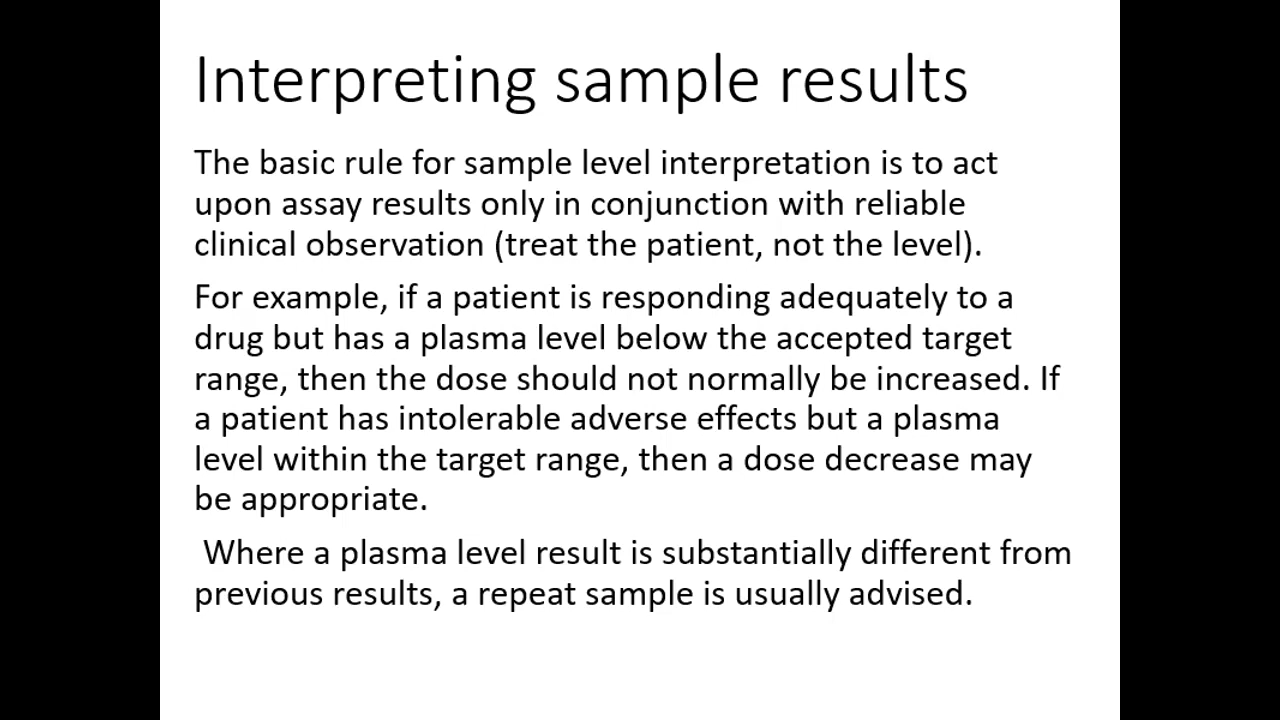 Interpreting sample results
The basic rule for sample level interpretation is to act
upon assay results only in conjunction with reliable
clinical observation (treat the patient, not the level).
For example, if a patient is responding adequately to a
drug but has a plasma level below the accepted target
range, then the dose should not normally be increased. If
a patient has intolerable adverse effects but a plasma
level within the target range, then a dose decrease may
be appropriate.
Where a plasma level result is substantially different from
previous results, a repeat sample is usually advised.